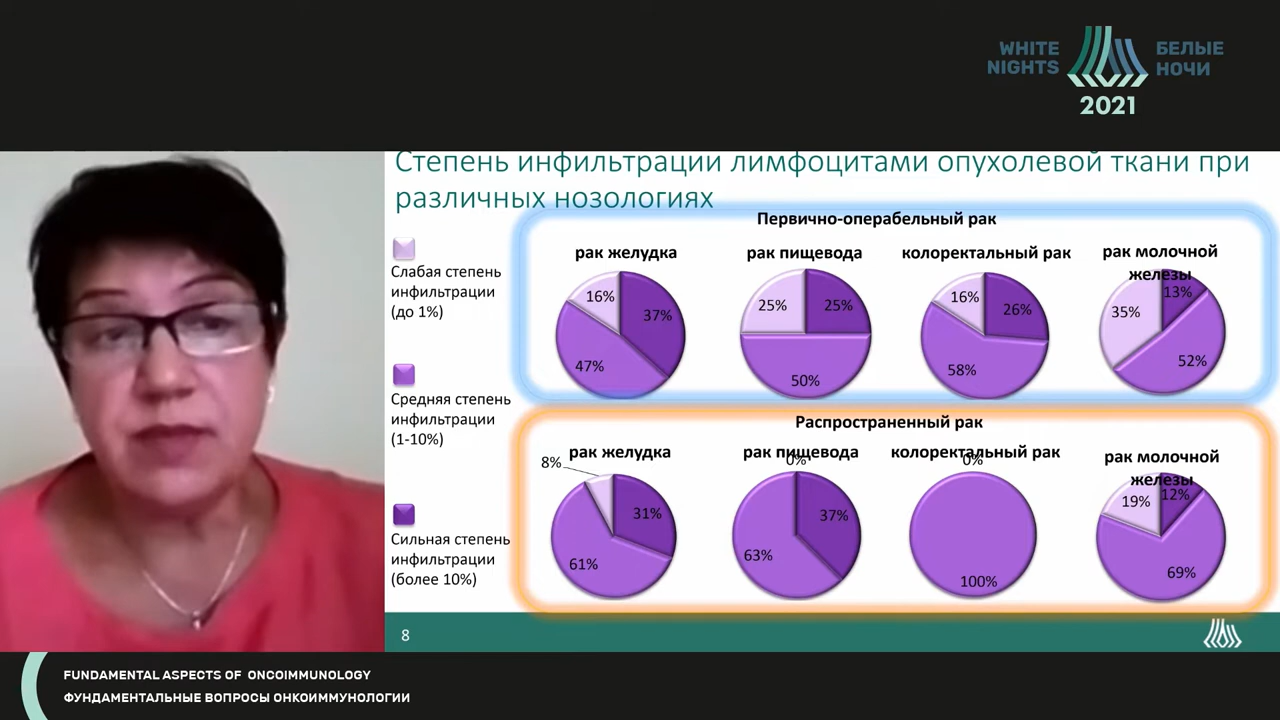 WHITE
NIGHTS
БЕЛЫЕ
НОЧИ
2021
Степень инфильтрации лимфоцитами опухолевой ткани при
различных нозологиях
Слабая степень
инфильтрации
(до 1%)
Средняя степень
инфильтрации
(1-10%)
Сильная степень
инфильтрации
(более 10%)
Первично-операбельный рак
рак желудка
16%
37%
47%
рак пищевода
25%
25%
50%
колоректальный рак
16%
26%
58%
рак молочной
железы
13%
35%
52%
Распространенный рак
рак желудка
8%
31%
61%
рак пищевода
0%
37%
63%
колоректальный рак
0%
100%
рак молочной
железы
12%
19%
69%
8
FUNDAMENTAL ASPECTS OF ONCOIMMUNOLOGY
ФУНДАМЕНТАЛЬНЫЕ ВОПРОСЫ ОНКОИММУНОЛОГИИ